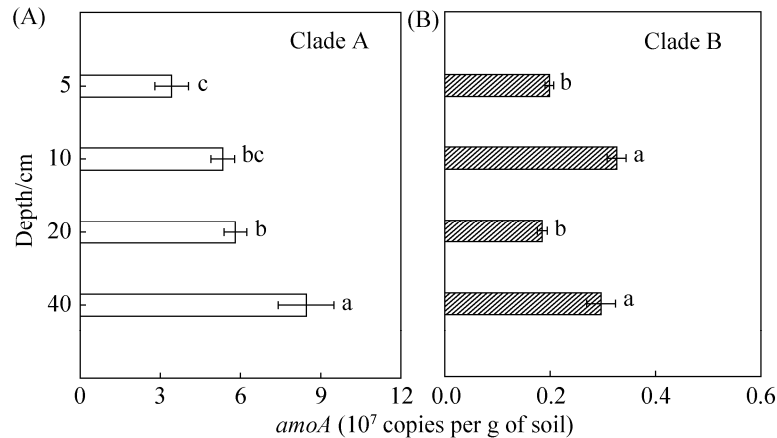 (A)
Clade A
Depth/cm
5
c
10
bc
20
b
40
a
0
3
6
9
12
(B)
Clade B
b
a
b
a
0.0
0.2
0.4
0.6
amoA (10⁷ copies per g of soil)